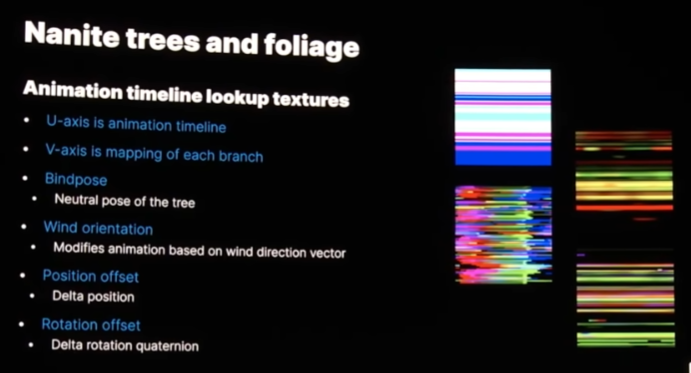 Nanite trees and foliage
Animation timeline lookup textures
• U-axis is animation timeline
• V-axis is mapping of each branch
• Bindpose
• Neutral pose of the tree
• Wind orientation
• Modifies animation based on wind direction vector
• Position offset
• Delta position
• Rotation offset
• Delta rotation quaternion